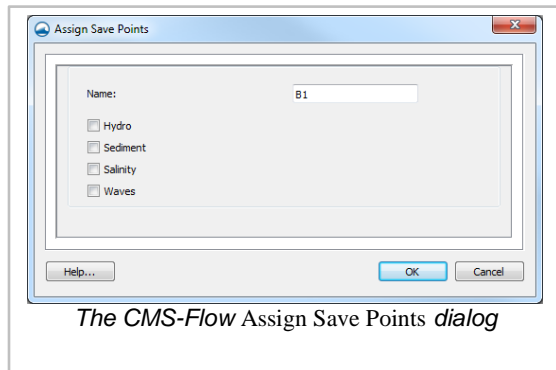 Assign Save Points
Name: B1
Hydro
Sediment
Salinity
Waves
Help... OK Cancel
The CMS-Flow Assign Save Points dialog